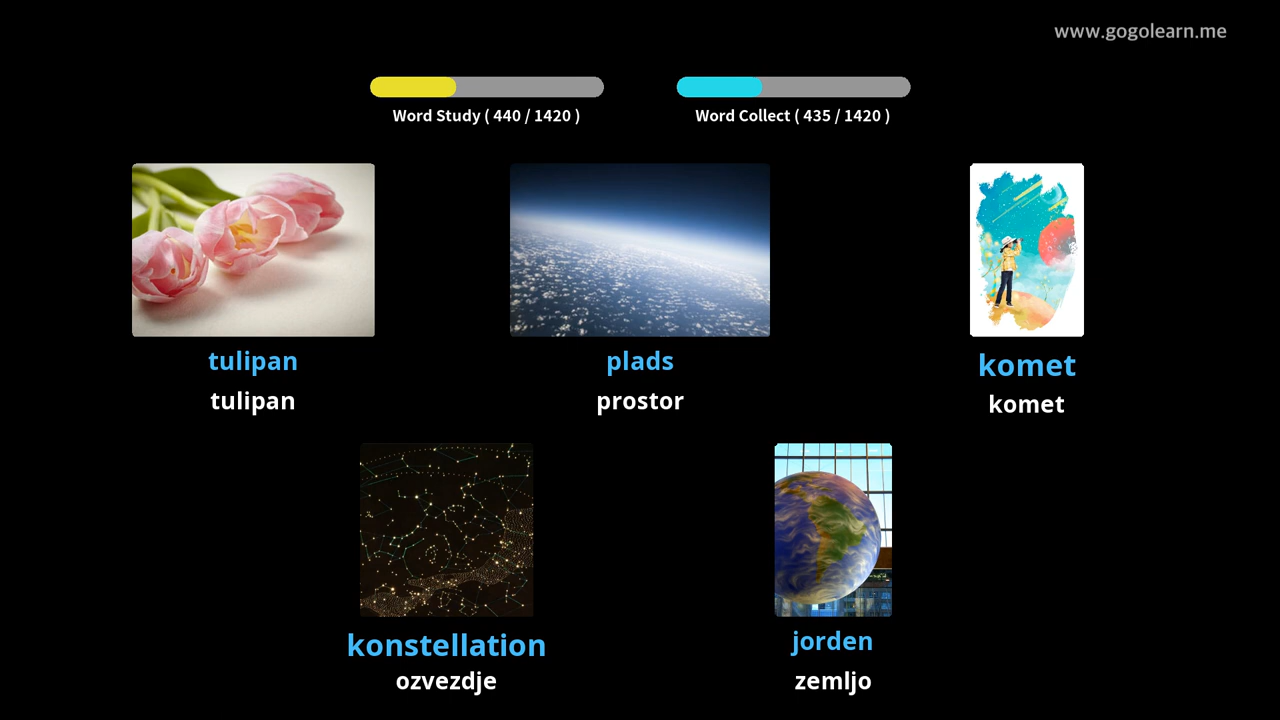 www.gogolearn.me
Word Study ( 440 / 1420 )
Word Collect ( 435 / 1420 )
tulipan
tulipan
plads
prostor
komet
komet
konstellation
ozvezdje
jorden
zemljo